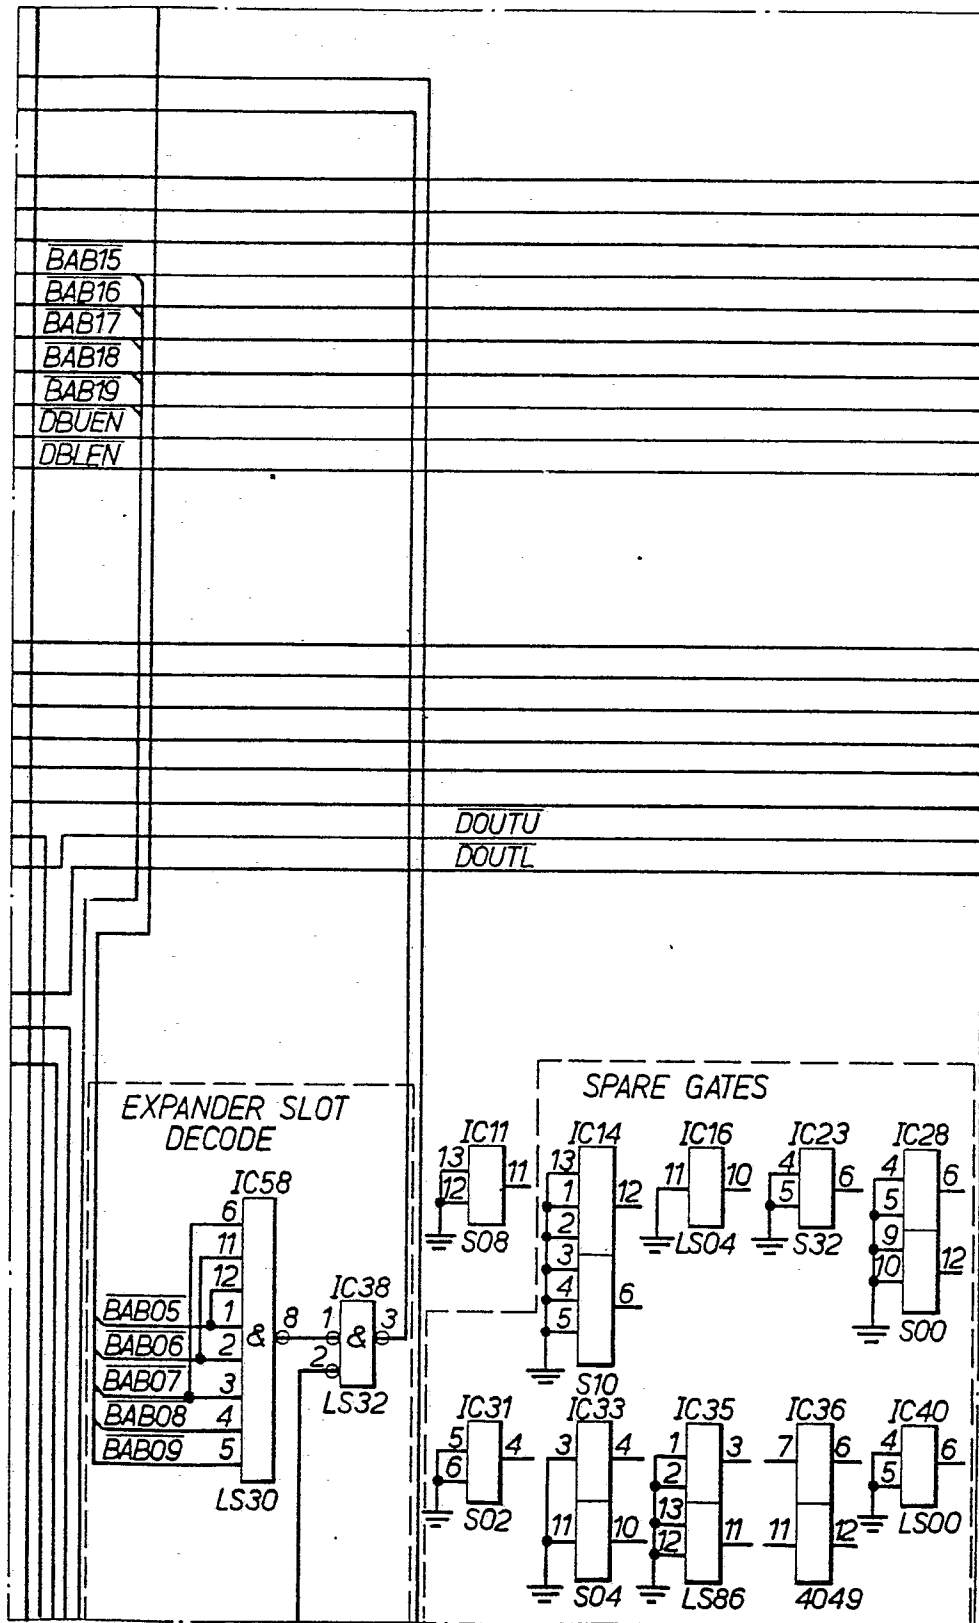 BAB15
BAB16
BAB17
BAB18
BAB19
DBUEN
DBLEN
DOUTU
DOUTL
EXPANDER SLOT
DECODE
IC58
6
11
12
BAB05 1
BAB06 2
BAB07 3
BAB08 4
BAB09 5
& 8
LS30
IC38
1 & 3
2
LS32
SPARE GATES
IC11
13 11
12
S08
IC14
13
1 12
2
3
4 6
5
S10
IC16
11 10
LS04
IC23
4 6
5
S32
IC28
4 6
5
9
10 12
S00
IC31
5 4
6
S02
IC33
3 4
11 10
S04
IC35
1 3
2
13
12 11
LS86
IC36
7 6
11 12
4049
IC40
4 6
5
LS00